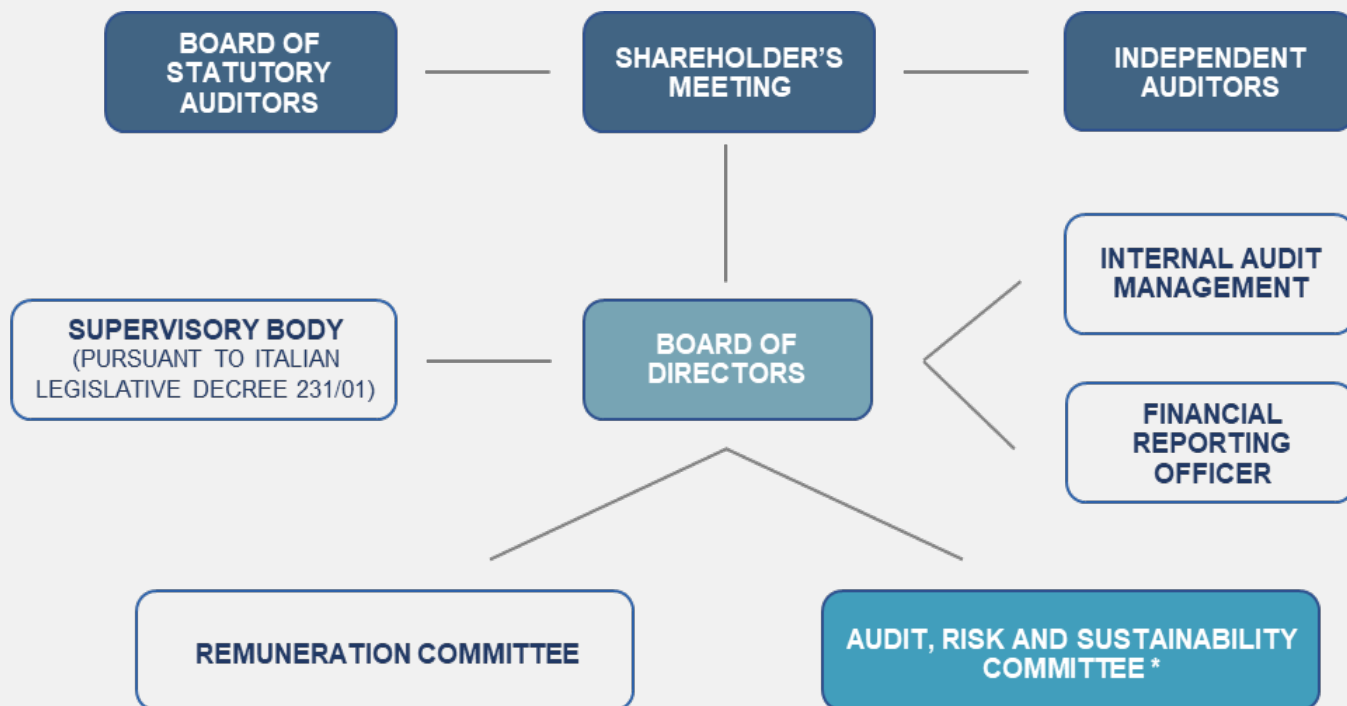 BOARD OF
STATUTORY
AUDITORS
SHAREHOLDER’S
MEETING
INDEPENDENT
AUDITORS
INTERNAL AUDIT
MANAGEMENT
SUPERVISORY BODY
(PURSUANT TO ITALIAN
LEGISLATIVE DECREE 231/01)
BOARD OF
DIRECTORS
FINANCIAL
REPORTING
OFFICER
REMUNERATION COMMITTEE
AUDIT, RISK AND SUSTAINABILITY
COMMITTEE *